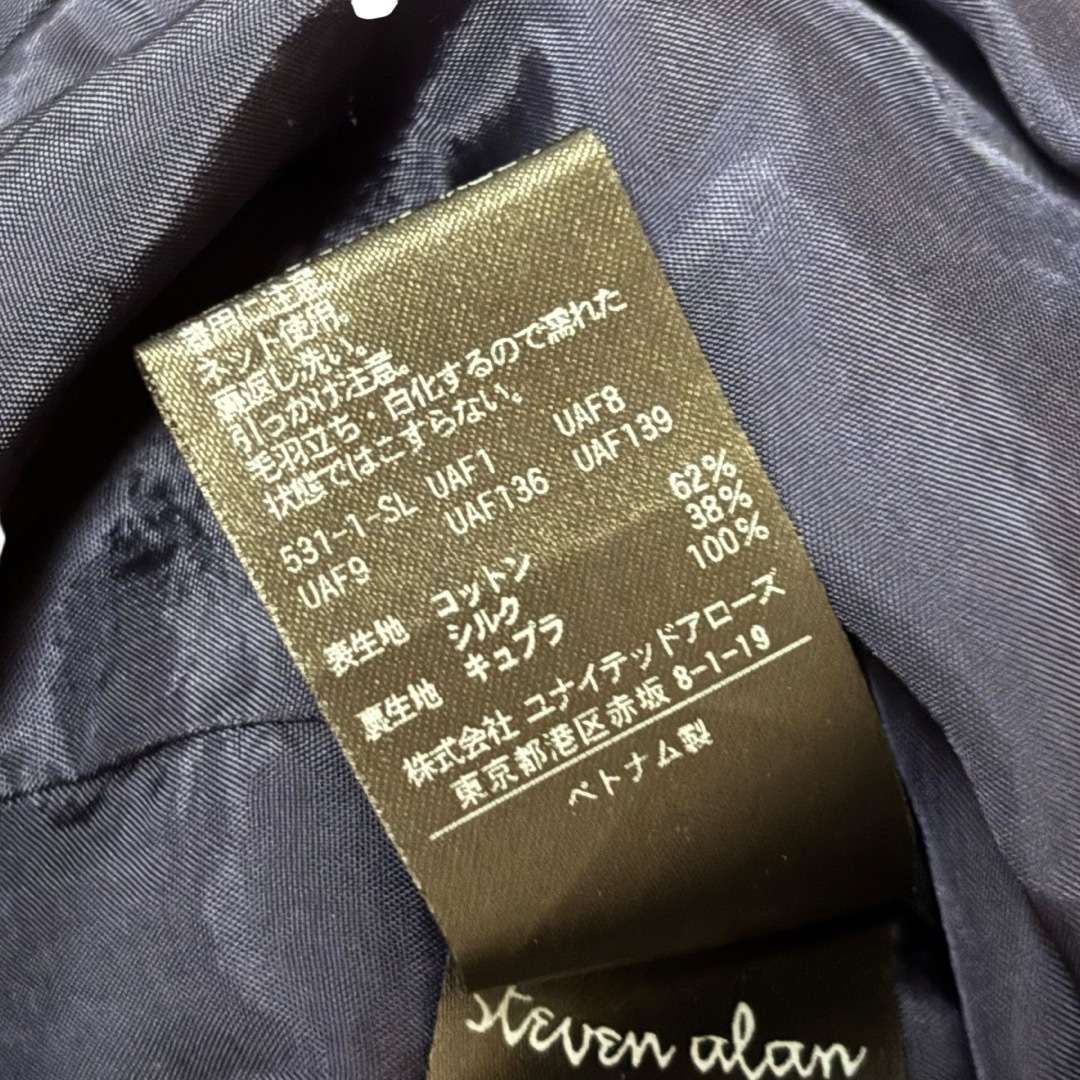 着用に注意。
ネット使用。
裏返し洗い。
引っかけ注意。
毛羽立ち・白化するので濡れた
状態ではこすらない。
531-1-SL UAF1 UAF8
UAF9 UAF136 UAF139
表生地 コットン 62%
シルク 38%
裏生地 キュプラ 100%
株式会社 ユナイテッドアローズ
東京都港区赤坂 8-1-19
ベトナム製
steven alan